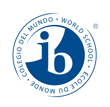 COLEGIO DEL MUNDO • WORLD SCHOOL • ÉCOLE DU MONDE •
ib
®